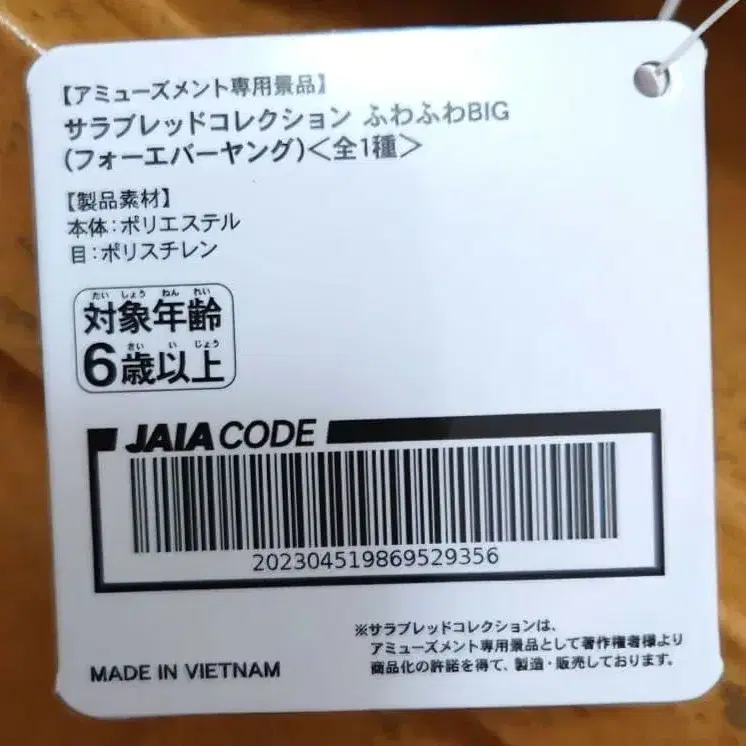 【アミューズメント専用景品】
サラブレッドコレクション ふわふわBIG
(フォーエバーヤング)<全1種>
【製品素材】
本体:ポリエステル
目:ポリスチレン
たい しょう ねん れい
対象年齢
さい い じょう
6歳以上
JAIA CODE
202304519869529356
※サラブレッドコレクションは、
アミューズメント専用景品として著作権者様より
商品化の許諾を得て、製造・販売しております。
MADE IN VIETNAM